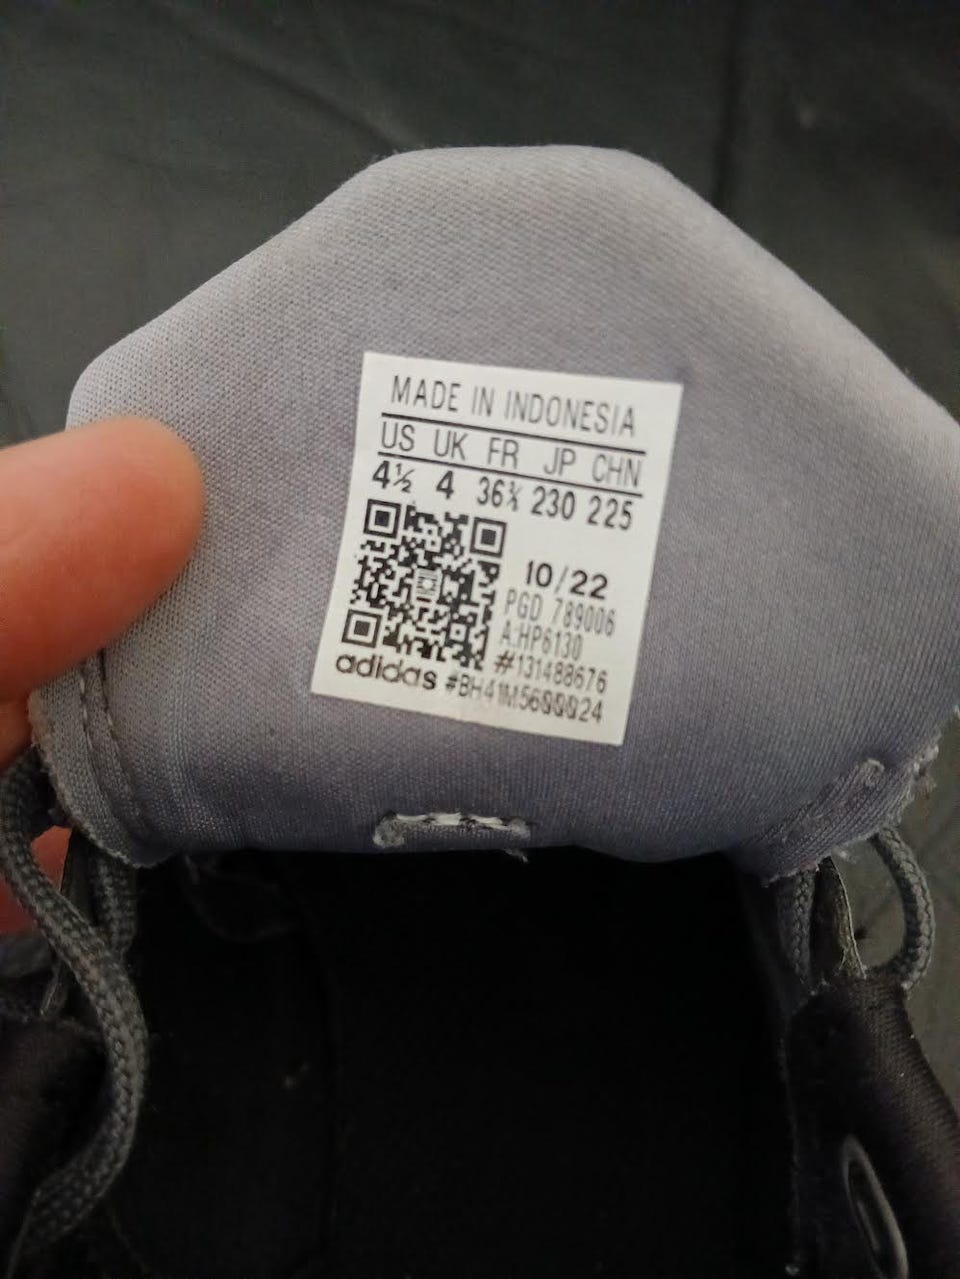 MADE IN INDONESIA
US UK FR JP CHN
4½ 4 36⅔ 230 225
10/22
PGD 789006
A:HP6130
#131488676
adidas #BH41M5600024